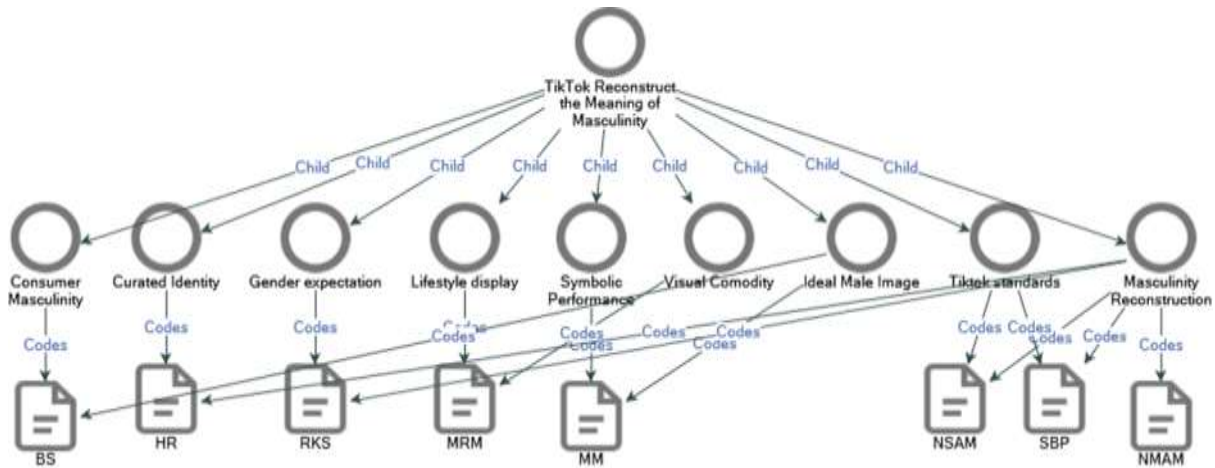 TikTok Reconstruct
the Meaning of
Masculinity
Child Child Child Child Child Child Child Child Child
Consumer
Masculinity
Curated Identity
Gender expectation
Lifestyle display
Symbolic
Performance
Visual Comodity
Ideal Male Image
Tiktok standards
Masculinity
Reconstruction
Codes Codes Codes Codes Codes Codes Codes Codes Codes Codes Codes Codes Codes Codes Codes
BS
HR
RKS
MRM
MM
NSAM
SBP
NMAM